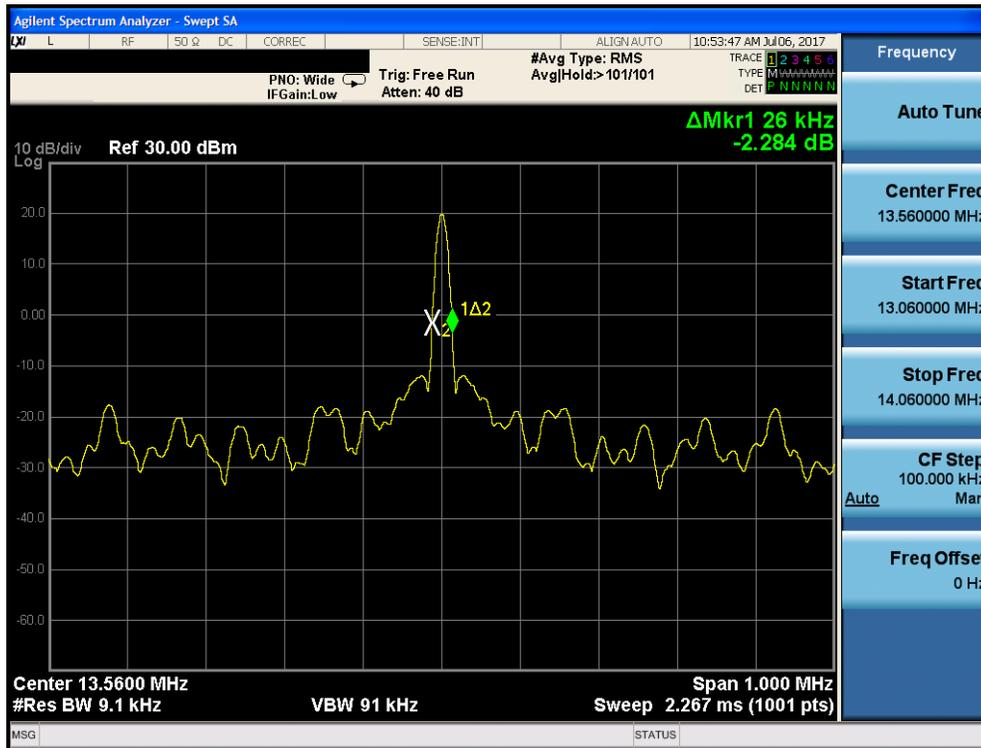 Agilent Spectrum Analyzer - Swept SA
LXI L RF 50 Ω DC CORREC SENSE:INT ALIGN AUTO 10:53:47 AM Jul 06, 2017
Frequency
#Avg Type: RMS TRACE 1 2 3 4 5 6
PNO: Wide Trig: Free Run Avg|Hold:>101/101 TYPE M
IFGain:Low Atten: 40 dB DET P N N N N N
Auto Tune
ΔMkr1 26 kHz
10 dB/div Ref 30.00 dBm -2.284 dB
Log
Center Freq
13.560000 MHz
20.0
10.0
Start Freq
13.060000 MHz
0.00
1Δ2
2
-10.0
Stop Freq
14.060000 MHz
-20.0
-30.0
CF Step
100.000 kHz
Auto Man
-40.0
-50.0
Freq Offset
0 Hz
-60.0
Center 13.5600 MHz Span 1.000 MHz
#Res BW 9.1 kHz VBW 91 kHz Sweep 2.267 ms (1001 pts)
MSG STATUS